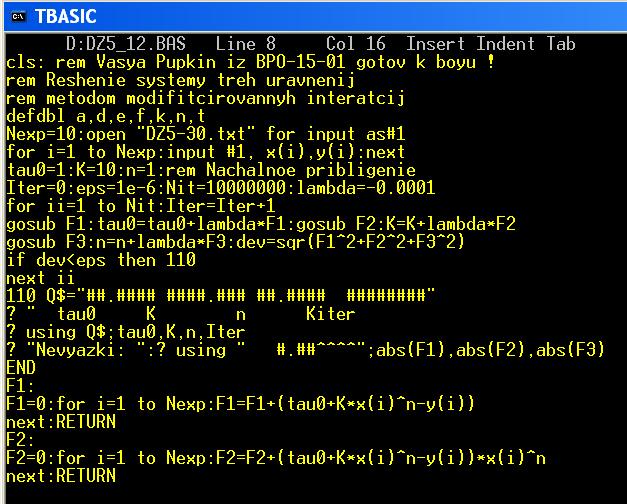 TBASIC
D:DZ5_12.BAS Line 8 Col 16 Insert Indent Tab
cls: rem Vasya Pupkin iz BPO-15-01 gotov k boyu !
rem Reshenie systemy treh uravnenij
rem metodom modifitcirovannyh interatcij
defdbl a,d,e,f,k,n,t
Nexp=10:open "DZ5-30.txt" for input as#1
for i=1 to Nexp:input #1, x(i),y(i):next
tau0=1:K=10:n=1:rem Nachalnoe pribligenie
Iter=0:eps=1e-6:Nit=10000000:lambda=-0.0001
for ii=1 to Nit:Iter=Iter+1
gosub F1:tau0=tau0+lambda*F1:gosub F2:K=K+lambda*F2
gosub F3:n=n+lambda*F3:dev=sqr(F1^2+F2^2+F3^2)
if dev<eps then 110
next ii
110 Q$="##.#### ####.### ##.####  ########"
? "  tau0     K        n      Kiter
? using Q$;tau0,K,n,Iter
? "Nevyazki: ":? using "   #.##^^^^";abs(F1),abs(F2),abs(F3)
END
F1:
F1=0:for i=1 to Nexp:F1=F1+(tau0+K*x(i)^n-y(i))
next:RETURN
F2:
F2=0:for i=1 to Nexp:F2=F2+(tau0+K*x(i)^n-y(i))*x(i)^n
next:RETURN